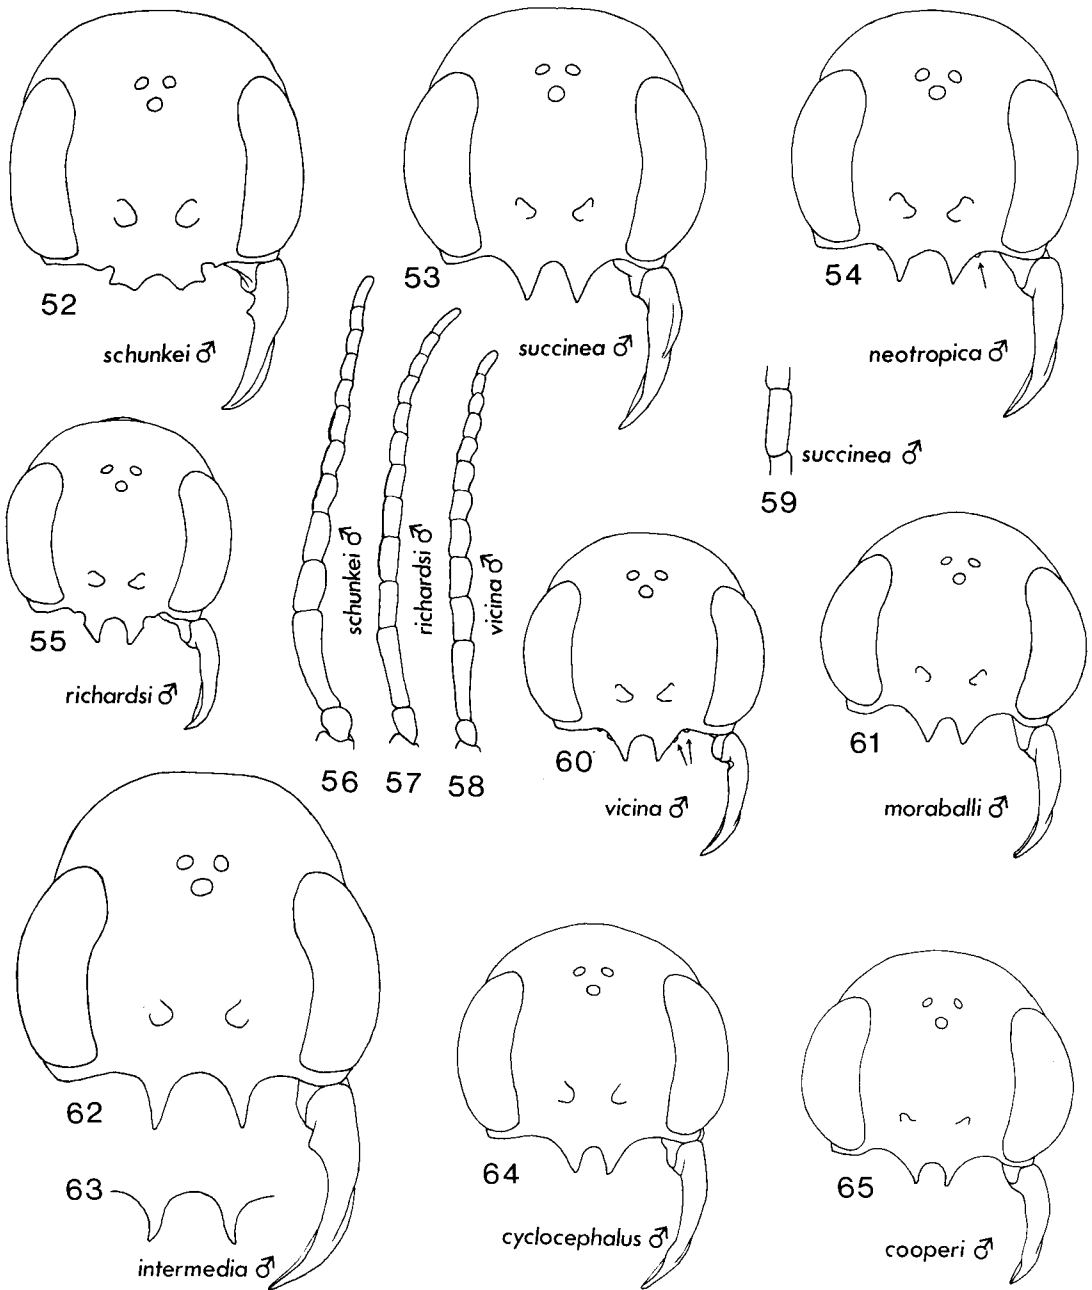 52
schunkei ♂
53
succinea ♂
54
neotropica ♂
55
richardsi ♂
56
schunkei ♂
57
richardsi ♂
58
vicina ♂
59
succinea ♂
60
vicina ♂
61
moraballi ♂
62
63
intermedia ♂
64
cyclocephalus ♂
65
cooperi ♂